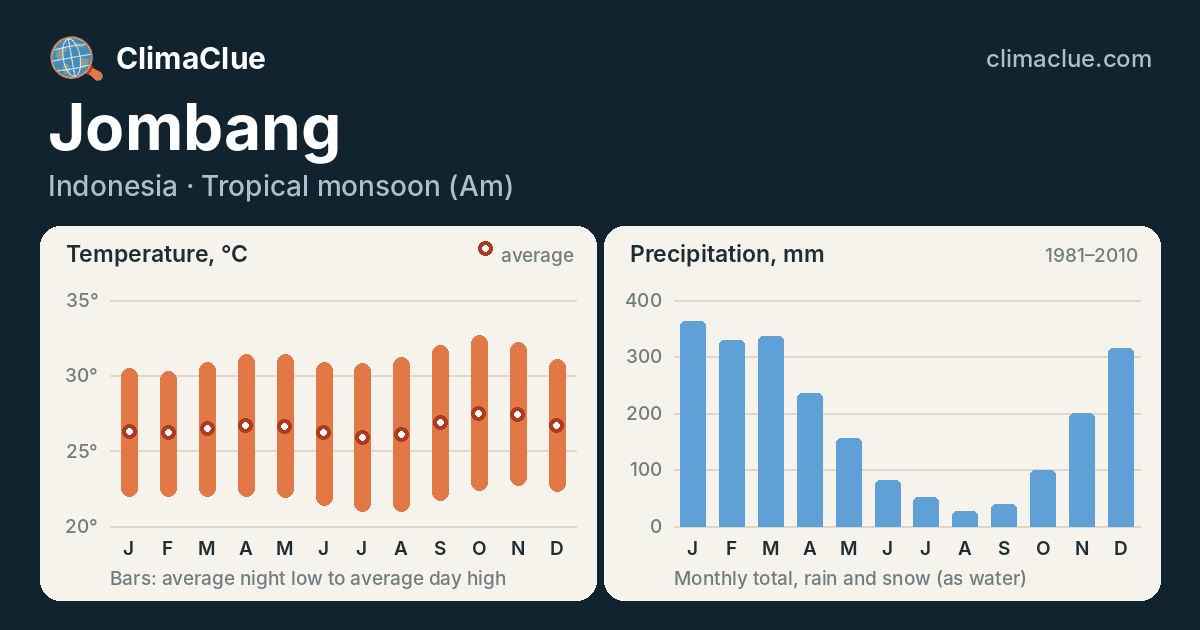 ClimaClue
climaclue.com
Jombang
Indonesia · Tropical monsoon (Am)
Temperature, °C
average
35°
30°
25°
20°
J F M A M J J A S O N D
Bars: average night low to average day high
Precipitation, mm
1981–2010
400
300
200
100
0
J F M A M J J A S O N D
Monthly total, rain and snow (as water)